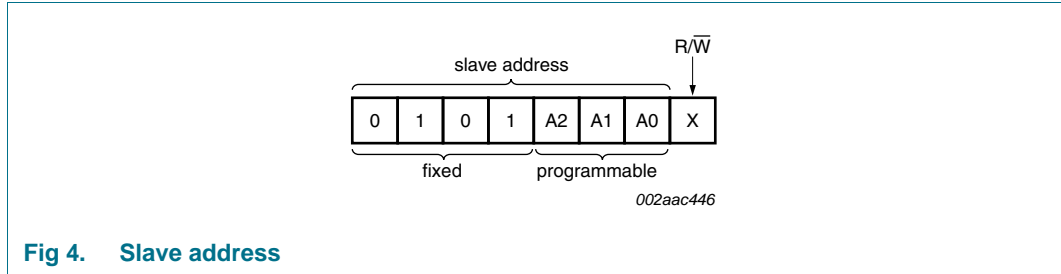 R/W̅
slave address
0 1 0 1 A2 A1 A0 X
fixed programmable
002aac446
Fig 4. Slave address